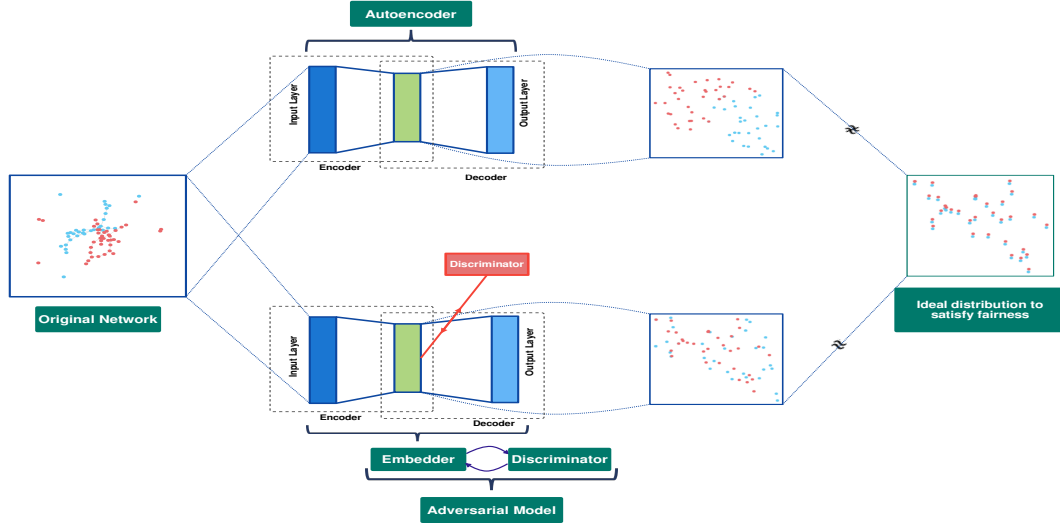 Autoencoder
Input Layer
Output Layer
Encoder
Decoder
Original Network
Discriminator
Ideal distribution to
satisfy fairness
Input Layer
Output Layer
Encoder
Decoder
Embedder
Discriminator
Adversarial Model